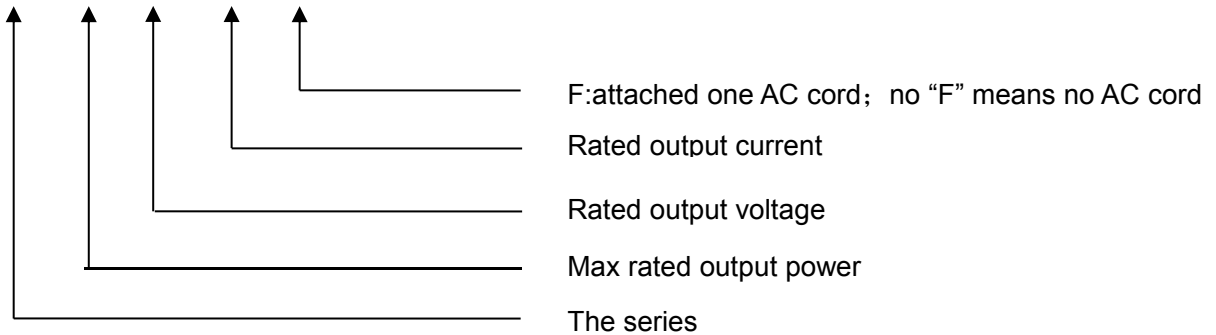 F:attached one AC cord；no “F” means no AC cord
Rated output current
Rated output voltage
Max rated output power
The series